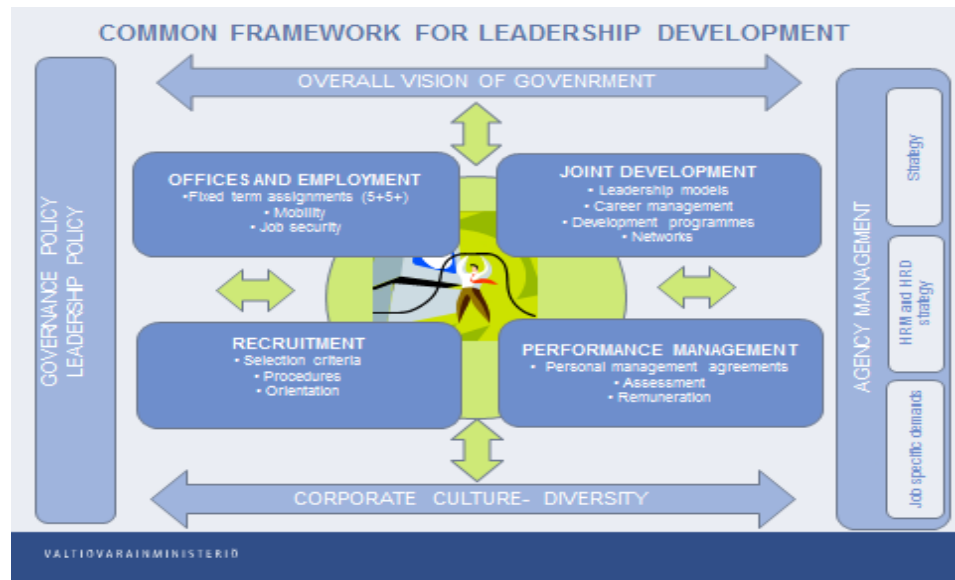 COMMON FRAMEWORK FOR LEADERSHIP DEVELOPMENT
OVERALL VISION OF GOVENRMENT
GOVERNANCE POLICY
LEADERSHIP POLICY
OFFICES AND EMPLOYMENT
•Fixed term assignments (5+5+)
• Mobility
• Job security
JOINT DEVELOPMENT
• Leadership models
• Career management
• Development programmes
• Networks
RECRUITMENT
• Selection criteria
• Procedures
• Orientation
PERFORMANCE MANAGEMENT
• Personal management agreements
• Assessment
• Remuneration
AGENCY MANAGEMENT
Strategy
HRM and HRD
strategy
Job specific demands
CORPORATE CULTURE- DIVERSITY
VALTIOVARAINMINISTERIÖ